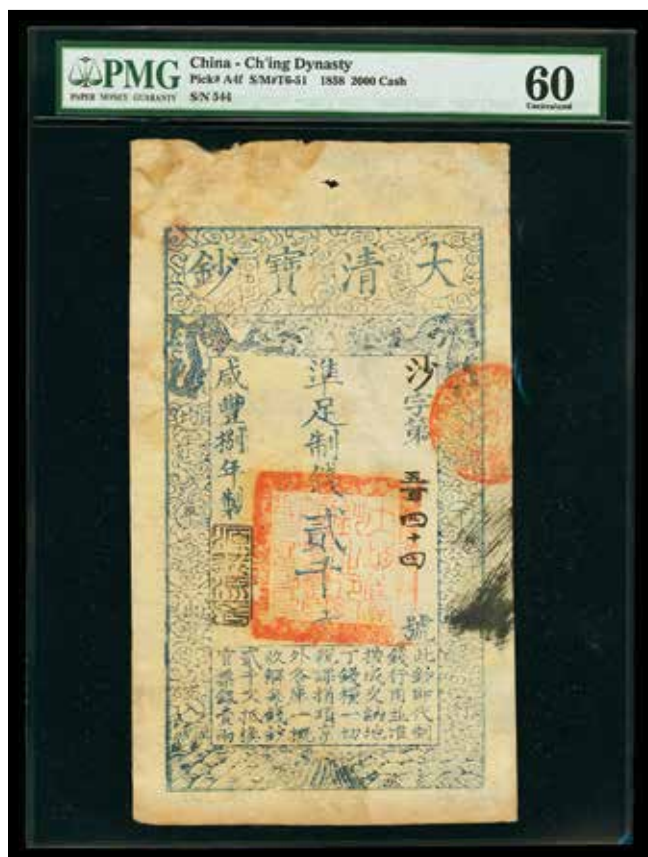 PMG
PAPER MONEY GUARANTY
China - Ch'ing Dynasty
Pick# A4f S/M#T6-51 1858 2000 Cash
S/N 544
60
Uncirculated
鈔寶清大
沙字第
五百四十四
號
準足制錢貳千文
咸豐捌年製
此鈔即代制
錢行用並准
按成交納地
丁錢糧一切
稅課捐項京
外各庫一概
收解每錢鈔
貳千文抵換
官票銀壹兩